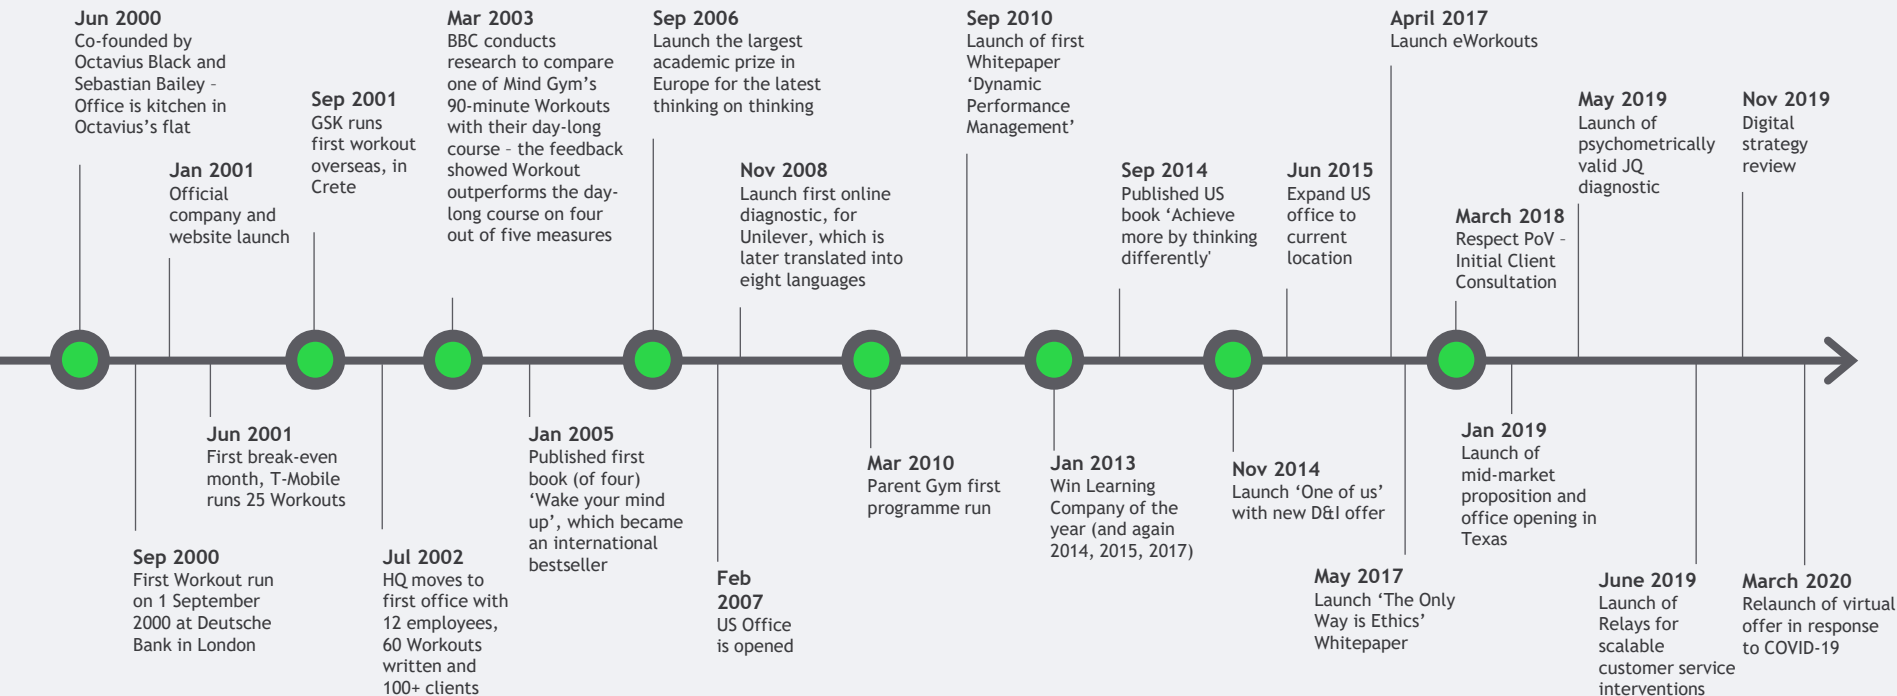 Jun 2000
Co-founded by
Octavius Black and
Sebastian Bailey –
Office is kitchen in
Octavius’s flat
Jan 2001
Official
company and
website launch
Sep 2001
GSK runs
first workout
overseas, in
Crete
Mar 2003
BBC conducts
research to compare
one of Mind Gym’s
90-minute Workouts
with their day-long
course – the feedback
showed Workout
outperforms the day-
long course on four
out of five measures
Sep 2006
Launch the largest
academic prize in
Europe for the latest
thinking on thinking
Nov 2008
Launch first online
diagnostic, for
Unilever, which is
later translated into
eight languages
Sep 2010
Launch of first
Whitepaper
‘Dynamic
Performance
Management’
Sep 2014
Published US
book ‘Achieve
more by thinking
differently'
Jun 2015
Expand US
office to
current
location
April 2017
Launch eWorkouts
March 2018
Respect PoV –
Initial Client
Consultation
May 2019
Launch of
psychometrically
valid JQ
diagnostic
Nov 2019
Digital
strategy
review
Sep 2000
First Workout run
on 1 September
2000 at Deutsche
Bank in London
Jun 2001
First break-even
month, T-Mobile
runs 25 Workouts
Jul 2002
HQ moves to
first office with
12 employees,
60 Workouts
written and
100+ clients
Jan 2005
Published first
book (of four)
‘Wake your mind
up’, which became
an international
bestseller
Feb
2007
US Office
is opened
Mar 2010
Parent Gym first
programme run
Jan 2013
Win Learning
Company of the
year (and again
2014, 2015, 2017)
Nov 2014
Launch ‘One of us’
with new D&I offer
May 2017
Launch ‘The Only
Way is Ethics’
Whitepaper
Jan 2019
Launch of
mid-market
proposition and
office opening in
Texas
June 2019
Launch of
Relays for
scalable
customer service
interventions
March 2020
Relaunch of virtual
offer in response
to COVID-19